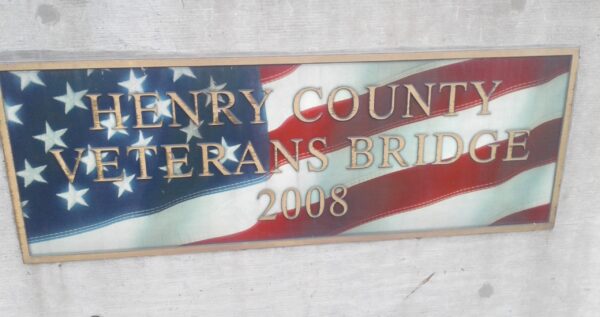 HENRY COUNTY
VETERANS BRIDGE
2008